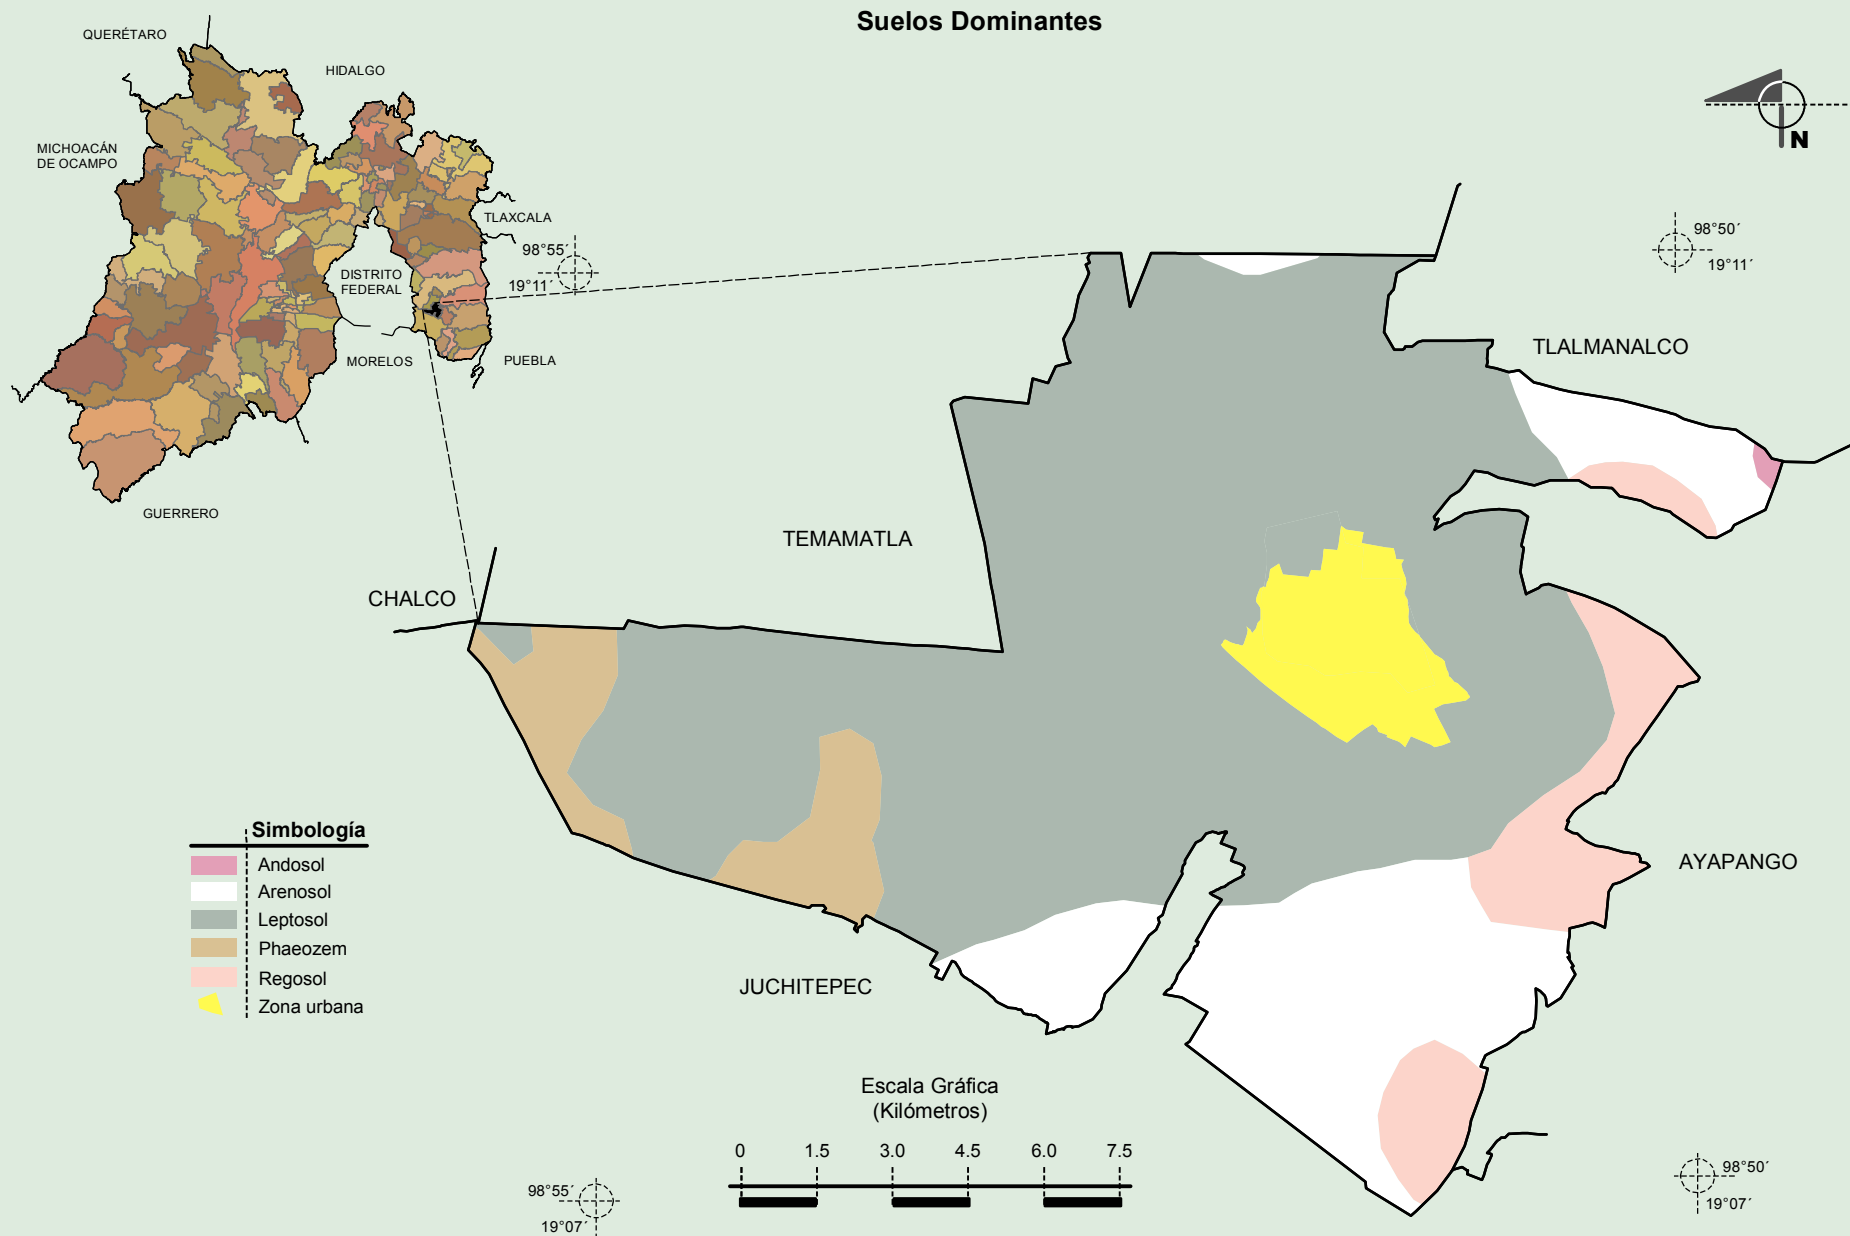 Suelos Dominantes
QUERÉTARO
HIDALGO
MICHOACÁN
DE OCAMPO
TLAXCALA
DISTRITO
FEDERAL
MORELOS
PUEBLA
GUERRERO
N
98°55´
19°11´
98°50´
19°11´
TLALMANALCO
TEMAMATLA
CHALCO
AYAPANGO
JUCHITEPEC
Simbología
Andosol
Arenosol
Leptosol
Phaeozem
Regosol
Zona urbana
Escala Gráfica
(Kilómetros)
0 1.5 3.0 4.5 6.0 7.5
98°55´
19°07´
98°50´
19°07´